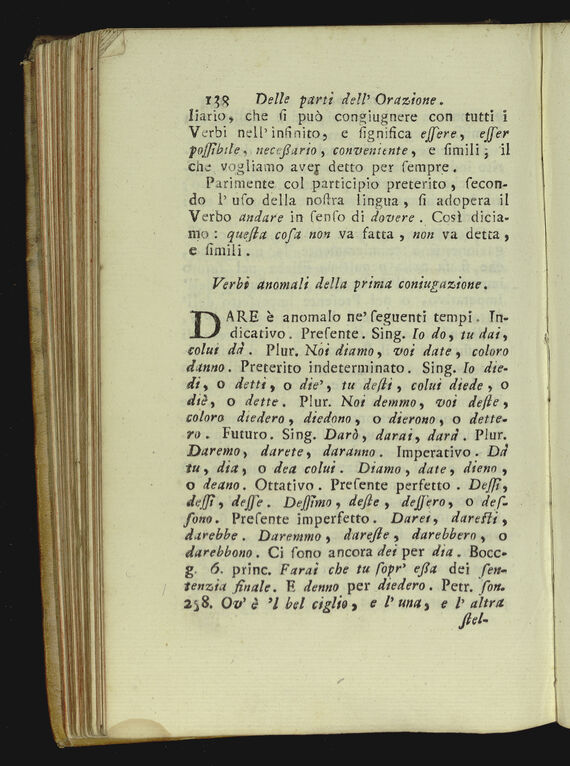 138 Delle parti dell' Orazione.
liario, che ſi può congiugnere con tutti i
Verbi nell' infinito, e ſignifica eſſere, eſſer
poſſibile, neceßario, conveniente, e ſimili; il
che vogliamo aver detto per ſempre.
Parimente col participio preterito, ſecon-
do l' uſo della noſtra lingua, ſi adopera il
Verbo andare in ſenſo di dovere. Così dicia-
mo: queſta coſa non va fatta, non va detta,
e ſimili.
Verbi anomali della prima coniugazione.
DARE è anomalo ne' ſeguenti tempi. In-
dicativo. Preſente. Sing. Io do, tu dai,
colui dà. Plur. Noi diamo, voi date, coloro
danno. Preterito indeterminato. Sing. Io die-
di, o detti, o die', tu deſti, colui diede, o
diè, o dette. Plur. Noi demmo, voi deſte,
coloro diedero, diedono, o dierono, o dette-
ro. Futuro. Sing. Darò, darai, darà. Plur.
Daremo, darete, daranno. Imperativo. Dà
tu, dia, o dea colui. Diamo, date, dieno,
o deano. Ottativo. Preſente perfetto. Deſſi,
deſſi, deſſe. Deſſimo, deſte, deſſero, o deſ-
ſono. Preſente imperfetto. Darei, dareſti,
darebbe. Daremmo, dareſte, darebbero, o
darebbono. Ci ſono ancora dei per dia. Bocc.
g. 6. princ. Farai che tu ſopr' eßa dei ſen-
tenzia finale. E denno per diedero. Petr. ſon.
258. Ov' è 'l bel ciglio, e l' una, e l' altra
ſtel-